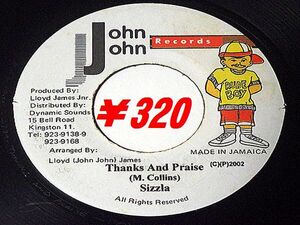 John
John
Records
Produced By:
Lloyd James Jnr.
Distributed By:
Dynamic Sounds
15 Bell Road
Kingston 11.
Tel: 923-9138-9
923-9168
Arranged By:
Lloyd (John John) James
¥320
MADE IN JAMAICA
Thanks And Praise
(C)(P)2002
(M. Collins)
Sizzla
All Rights Reserved